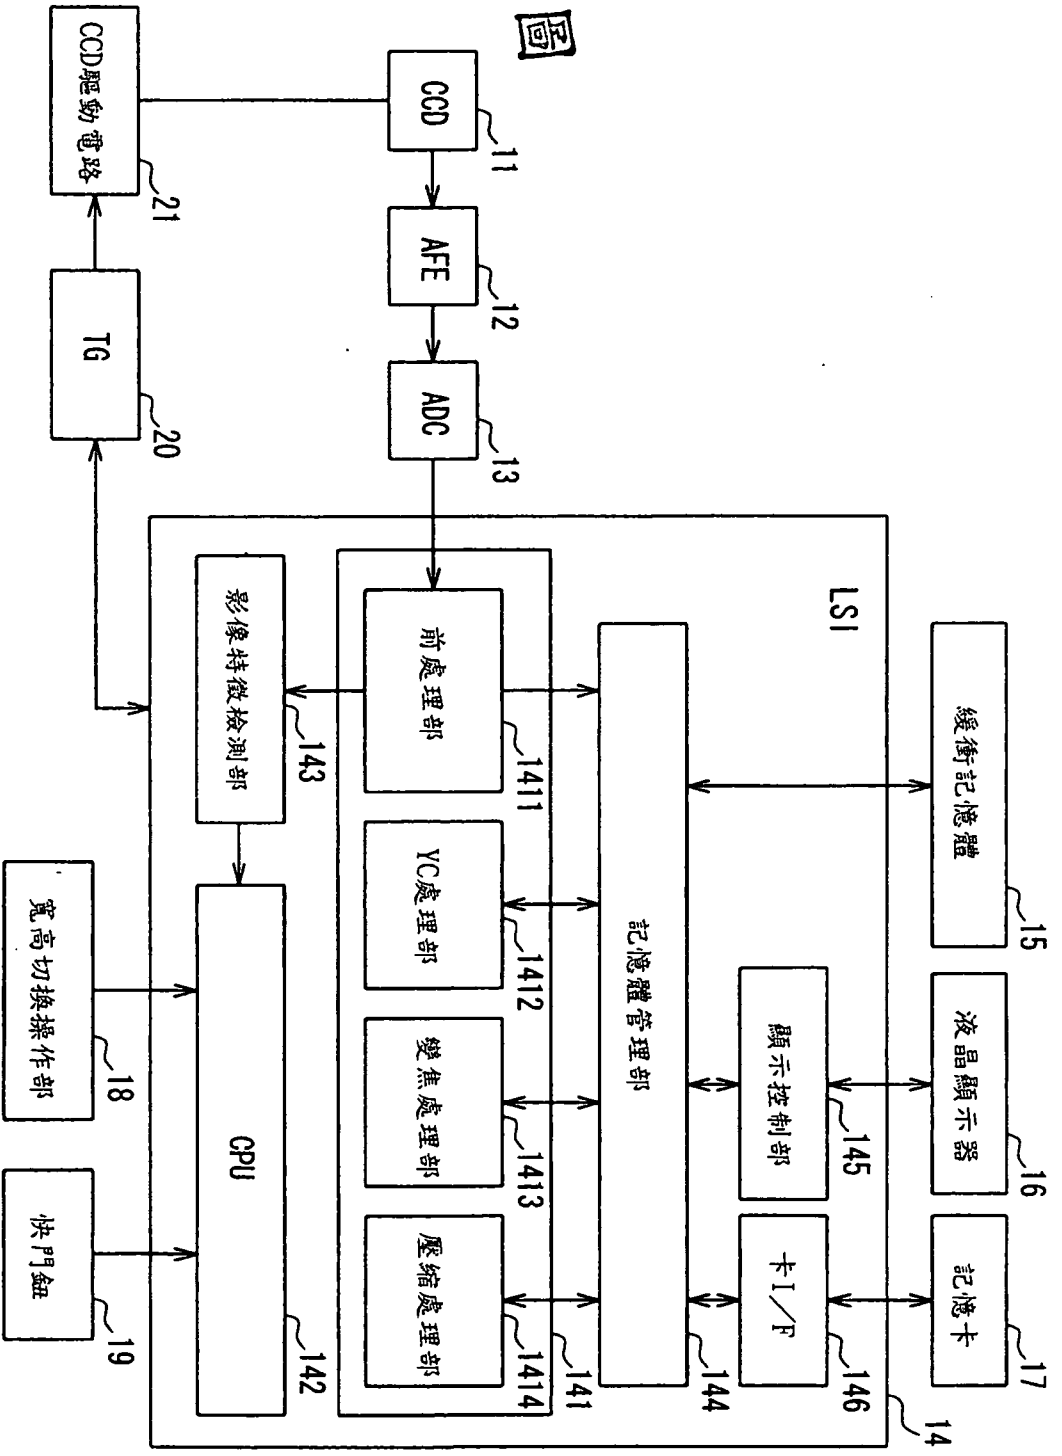 圖
CCD
11
AFE
12
ADC
13
CCD驅動電路
21
TG
20
LSI
14
前處理部
1411
YC處理部
1412
變焦處理部
1413
壓縮處理部
1414
141
影像特徵檢測部
143
CPU
142
記憶體管理部
144
顯示控制部
145
卡I/F
146
緩衝記憶體
15
液晶顯示器
16
記憶卡
17
寬高切換操作部
18
快門鈕
19